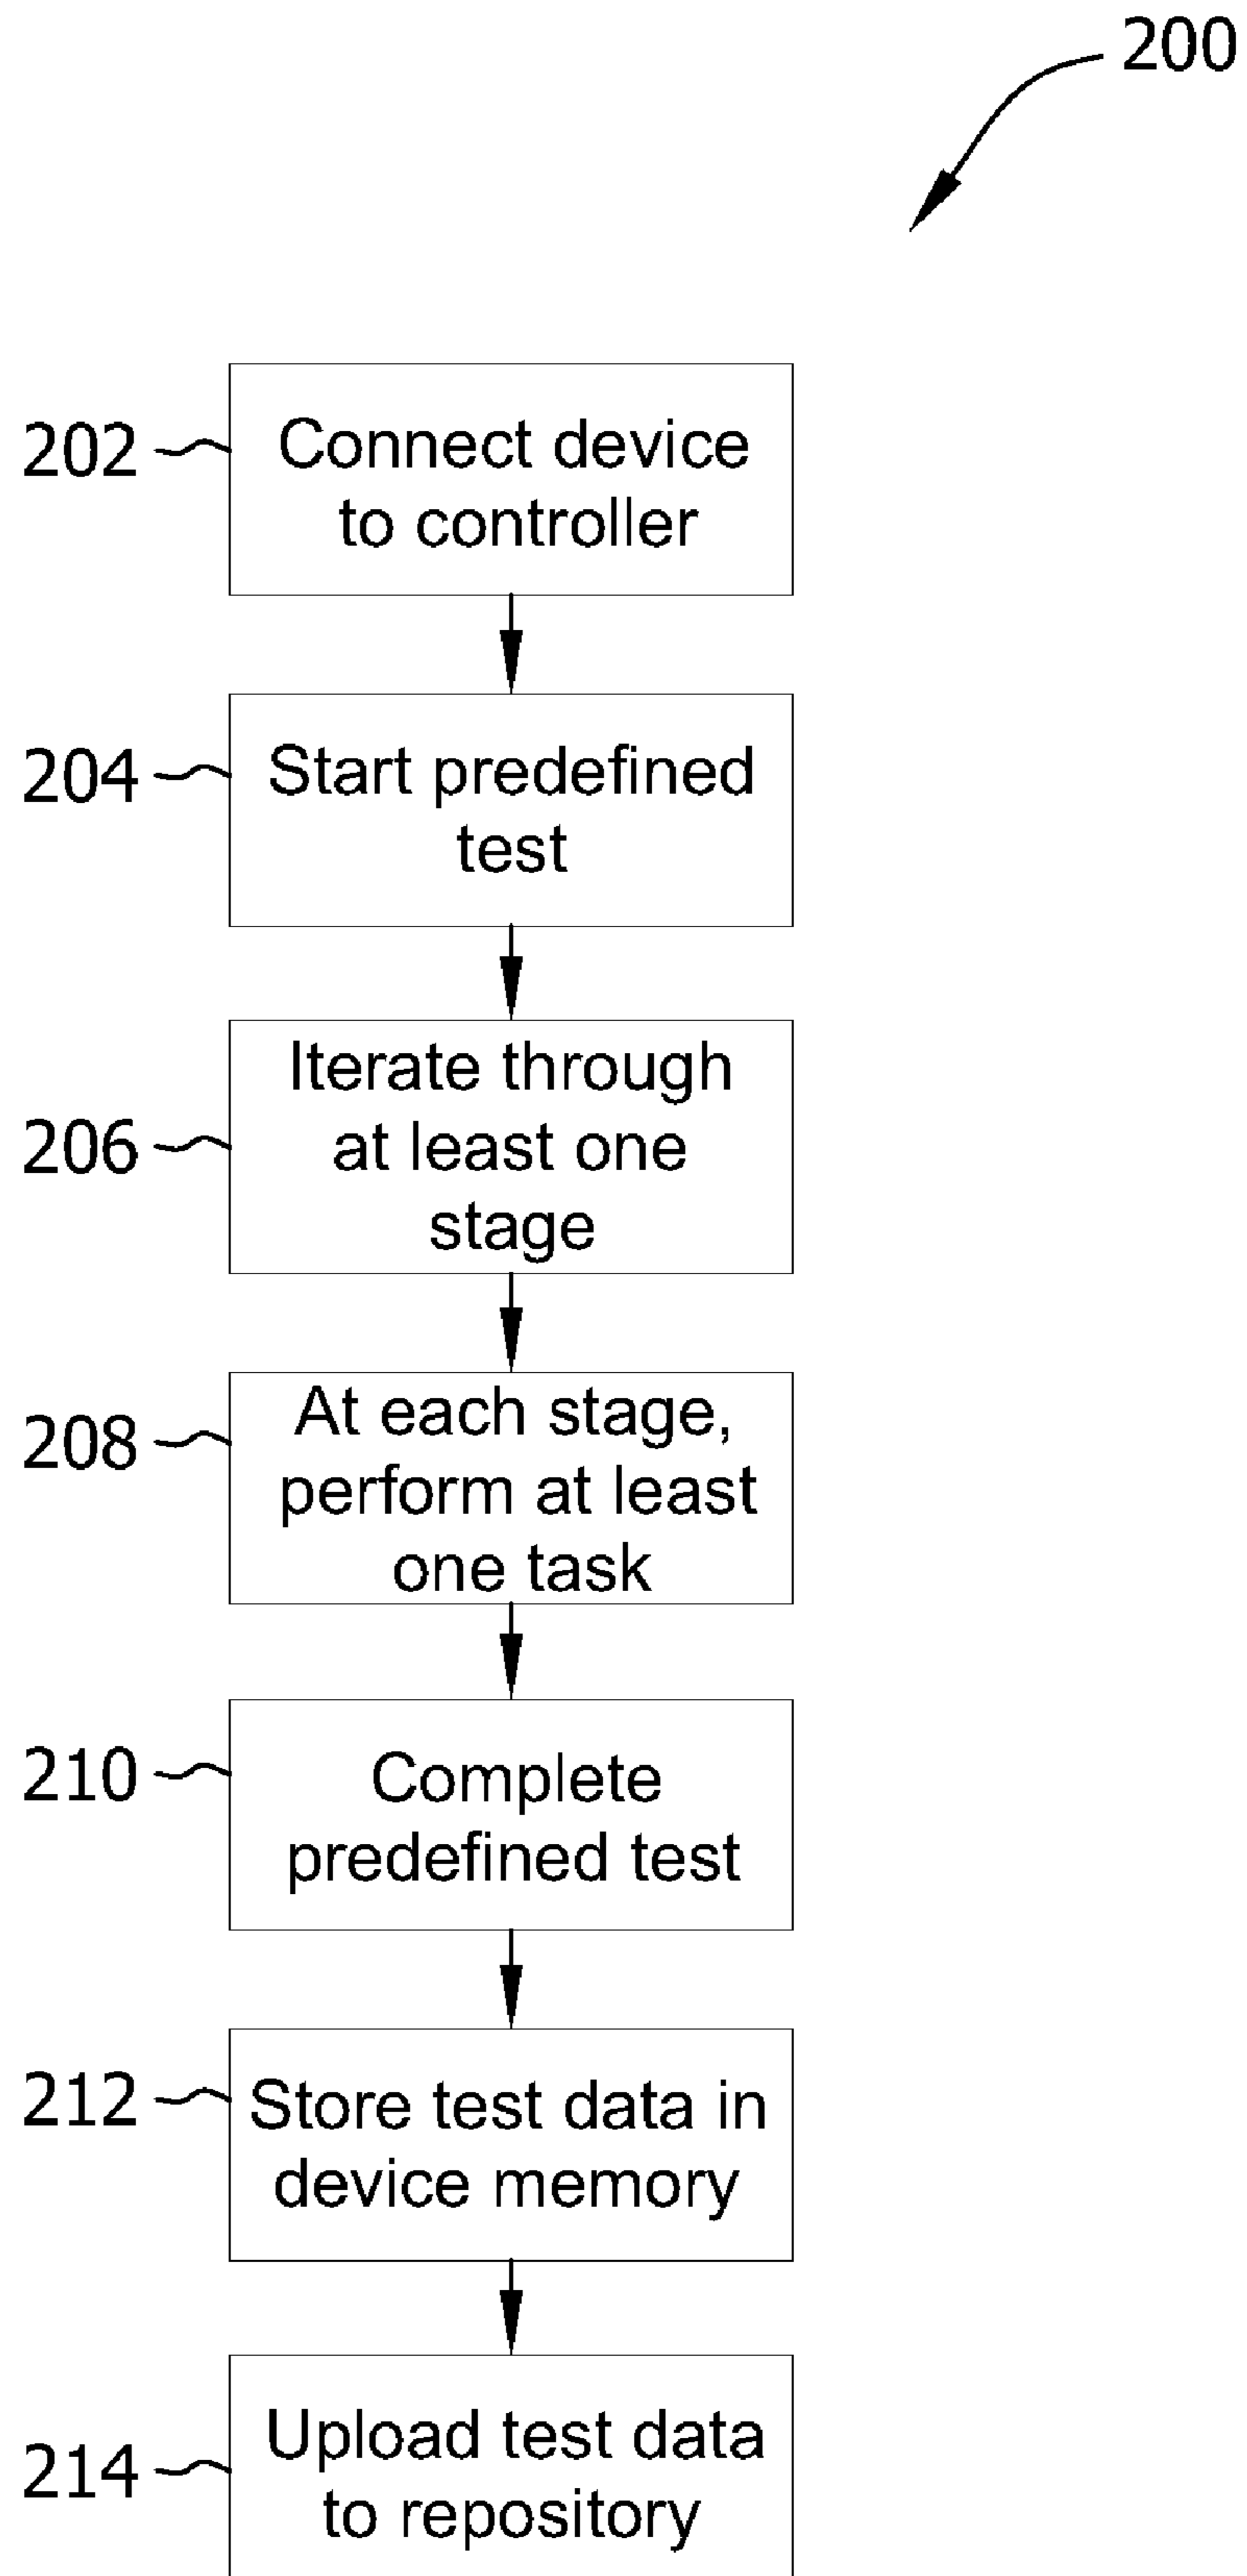 200
202
Connect device
to controller
204
Start predefined
test
206
Iterate through
at least one
stage
208
At each stage,
perform at least
one task
210
Complete
predefined test
212
Store test data in
device memory
214
Upload test data
to repository